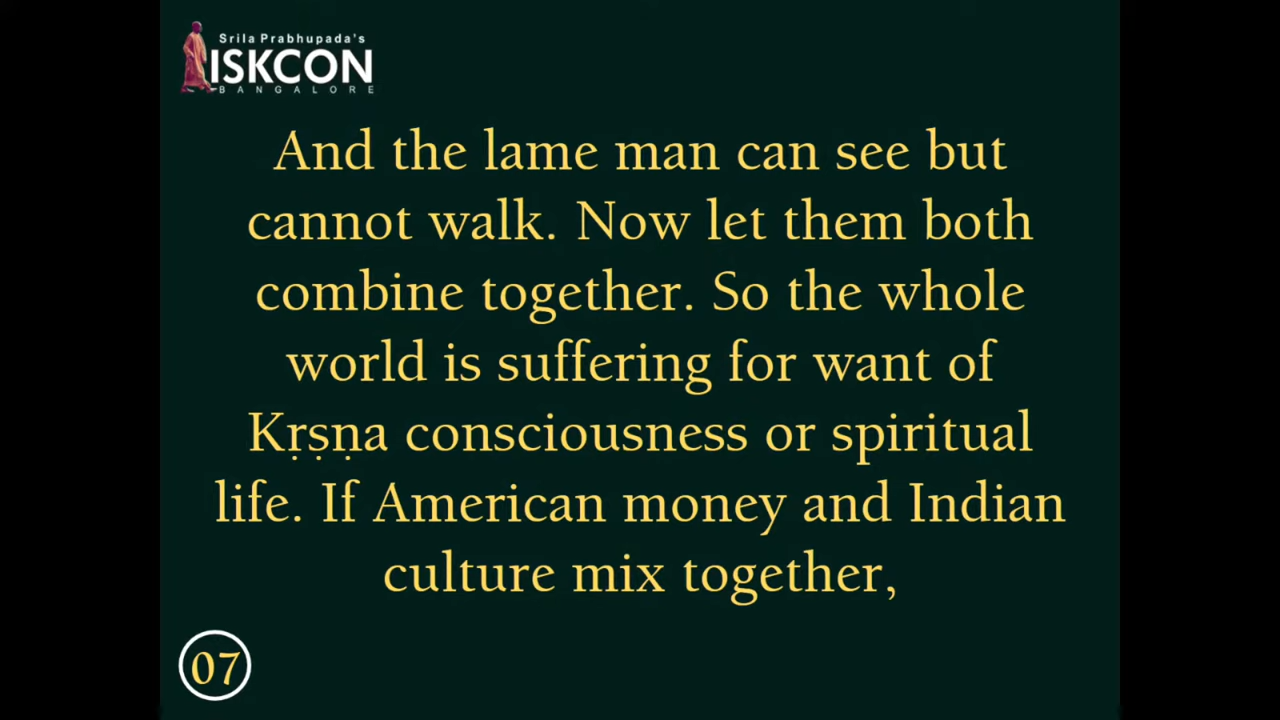 Srila Prabhupada's
ISKCON
BANGALORE
And the lame man can see but
cannot walk. Now let them both
combine together. So the whole
world is suffering for want of
Kṛṣṇa consciousness or spiritual
life. If American money and Indian
culture mix together,
07